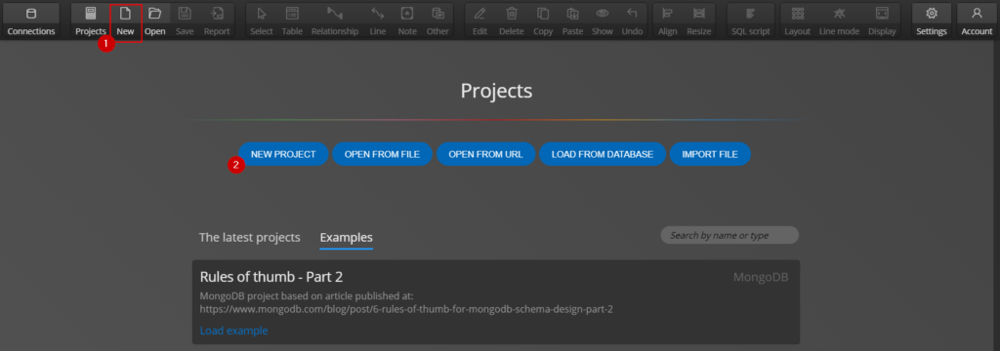 Connections Projects New Open Save Report Select Table Relationship Line Note Other Edit Delete Copy Paste Show Undo Align Resize SQL script Layout Line mode Display Settings Account
1
Projects
2 NEW PROJECT OPEN FROM FILE OPEN FROM URL LOAD FROM DATABASE IMPORT FILE
The latest projects Examples Search by name or type
Rules of thumb - Part 2 MongoDB
MongoDB project based on article published at:
https://www.mongodb.com/blog/post/6-rules-of-thumb-for-mongodb-schema-design-part-2
Load example